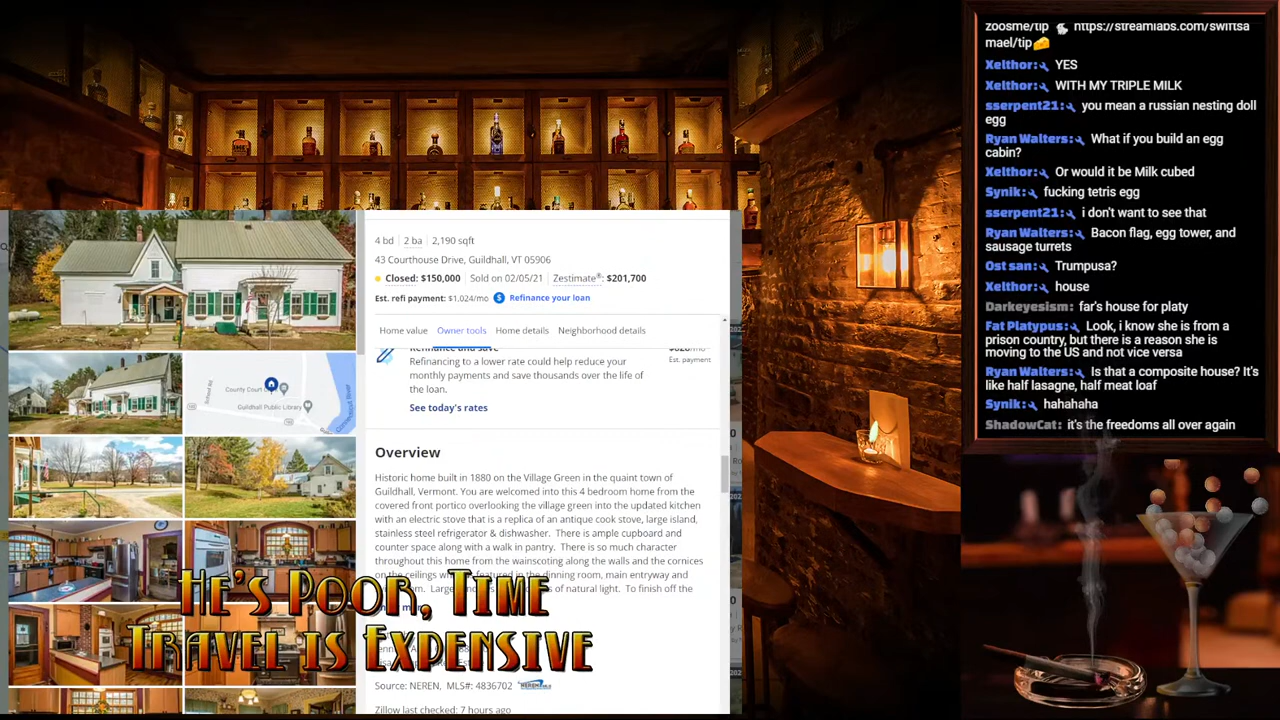 4 bd 2 ba 2,190 sqft
43 Courthouse Drive, Guildhall, VT 05906
Closed: $150,000 Sold on 02/05/21 Zestimate®: $201,700
Est. refi payment: $1,024/mo $ Refinance your loan
Home value Owner tools Home details Neighborhood details
Refinance and save
Est. payment
Refinancing to a lower rate could help reduce your
monthly payments and save thousands over the life of
the loan.
See today's rates
Overview
Historic home built in 1880 on the Village Green in the quaint town of
Guildhall, Vermont. You are welcomed into this 4 bedroom home from the
covered front portico overlooking the village green into the updated kitchen
with an electric stove that is a replica of an antique cook stove, large island,
stainless steel refrigerator & dishwasher. There is ample cupboard and
counter space along with a walk in pantry. There is so much character
throughout this home from the wainscoting along the walls and the cornices
on the ceilings featured in the dinning room, main entryway and
of natural light. To finish off the
HE'S POOR, TIME
TRAVEL IS EXPENSIVE
Source: NEREN, MLS#: 4836702
Zillow last checked: 7 hours ago
County Court
Guildhall Public Library
zoosme/tip https://streamlabs.com/swiftsa
mael/tip
Xelthor: YES
Xelthor: WITH MY TRIPLE MILK
sserpent21: you mean a russian nesting doll
egg
Ryan Walters: What if you build an egg
cabin?
Xelthor: Or would it be Milk cubed
Synik: fucking tetris egg
sserpent21: i don't want to see that
Ryan Walters: Bacon flag, egg tower, and
sausage turrets
Ost san: Trumpusa?
Xelthor: house
Darkeyesism: far's house for platy
Fat Platypus: Look, i know she is from a
prison country, but there is a reason she is
moving to the US and not vice versa
Ryan Walters: Is that a composite house? It's
like half lasagne, half meat loaf
Synik: hahahaha
ShadowCat: it's the freedoms all over again